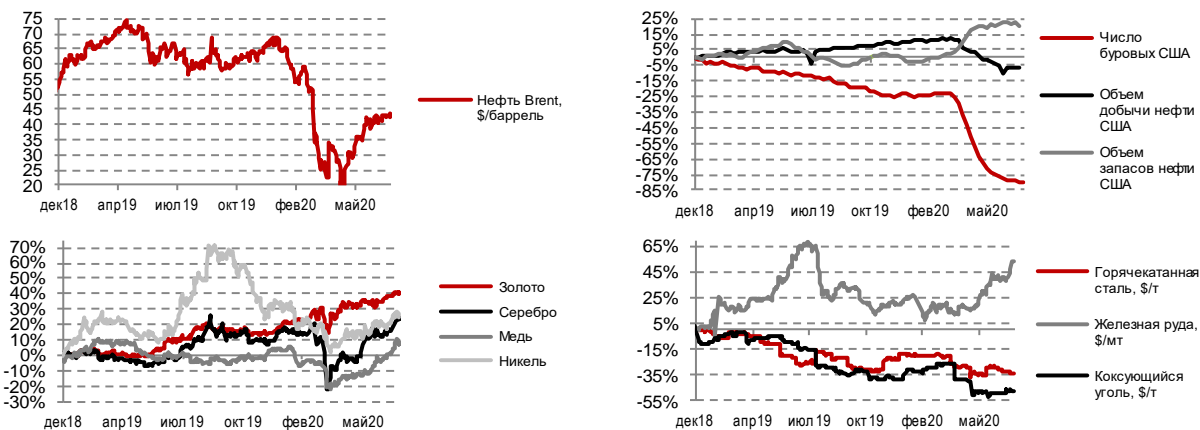 75
70
65
60
55
50
45
40
35
30
25
20
дек18
апр19
июл19
окт19
фев20
май20
Нефть Brent,
$/баррель
25%
15%
5%
-5%
-15%
-25%
-35%
-45%
-55%
-65%
-75%
-85%
дек18
апр19
июл19
окт19
фев20
май20
Число
буровых США
Объем
добычи нефти
США
Объем
запасов нефти
США
70%
60%
50%
40%
30%
20%
10%
0%
-10%
-20%
-30%
дек18
апр19
июл19
окт19
фев20
май20
Золото
Серебро
Медь
Никель
65%
45%
25%
5%
-15%
-35%
-55%
дек18
апр19
июл19
окт19
фев20
май20
Горячекатанная
сталь, $/т
Железная руда,
$/мт
Коксующийся
уголь, $/т